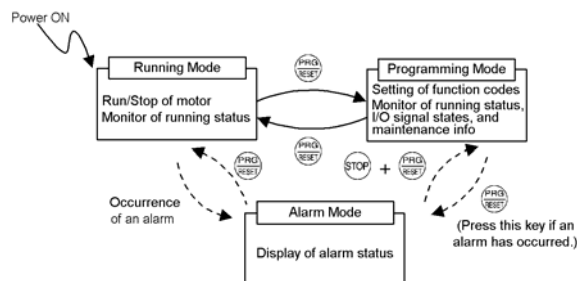 Power ON
Running Mode
Run/Stop of motor
Monitor of running status
PRG
RESET
PRG
RESET
Programming Mode
Setting of function codes
Monitor of running status,
I/O signal states, and
maintenance info
PRG
RESET
STOP + PRG
RESET
Occurrence
of an alarm
Alarm Mode
Display of alarm status
PRG
RESET
(Press this key if an
alarm has occurred.)